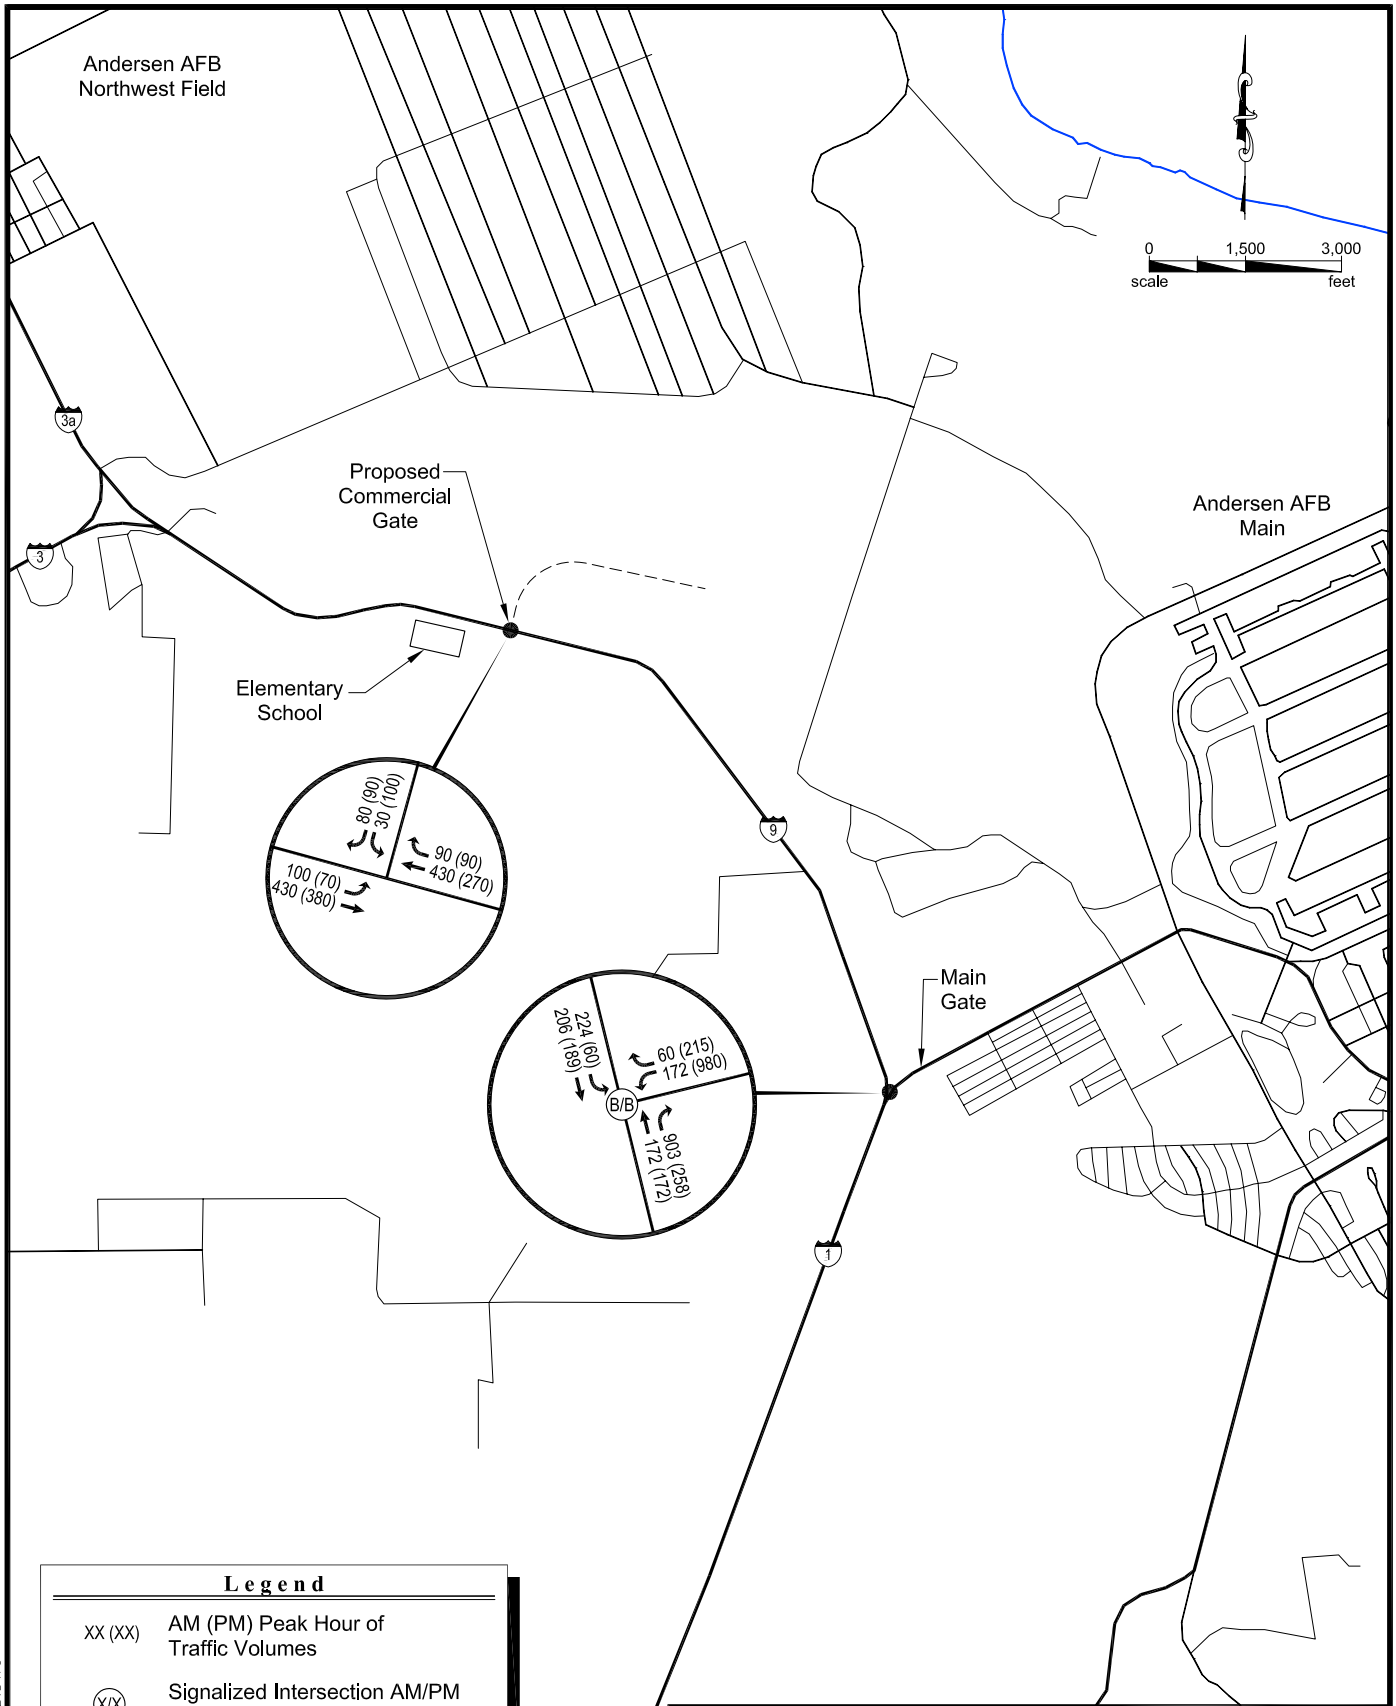 Andersen AFB
Northwest Field
0 1,500 3,000
scale feet
3a
3
Proposed
Commercial
Gate
Andersen AFB
Main
Elementary
School
80 (90)
30 (100)
90 (90)
430 (270)
100 (70)
430 (380)
9
Main
Gate
224 (60)
206 (189)
60 (215)
172 (980)
B/B
903 (258)
172 (172)
1
Legend
XX (XX) AM (PM) Peak Hour of
Traffic Volumes
X/X Signalized Intersection AM/PM